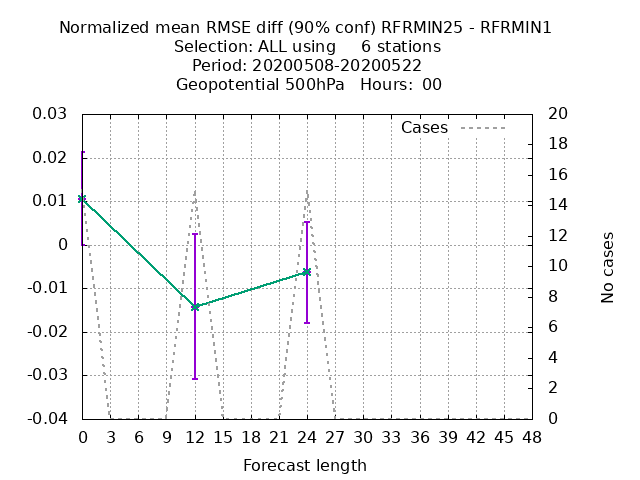 Normalized mean RMSE diff (90% conf) RFRMIN25 - RFRMIN1
Selection: ALL using     6 stations
Period: 20200508-20200522
Geopotential 500hPa   Hours:  00
Cases
0.03
0.02
0.01
0
-0.01
-0.02
-0.03
-0.04
20
18
16
14
12
10
8
6
4
2
0
No cases
0 3 6 9 12 15 18 21 24 27 30 33 36 39 42 45 48
Forecast length